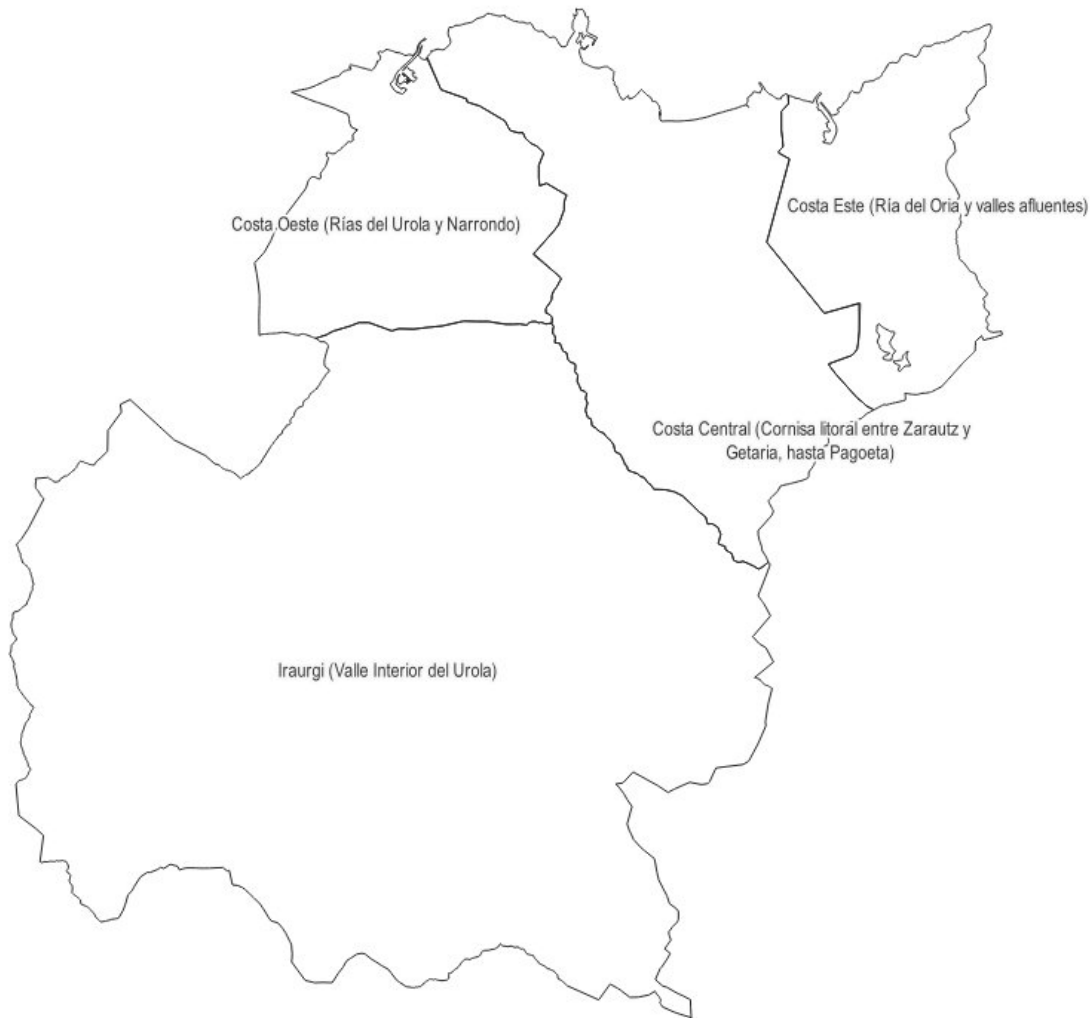 Costa Este (Ría del Oria y valles afluentes)
Costa Oeste (Rías del Urola y Narrondo)
Costa Central (Cornisa litoral entre Zarautz y
Getaria, hasta Pagoeta)
Iraurgi (Valle Interior del Urola)